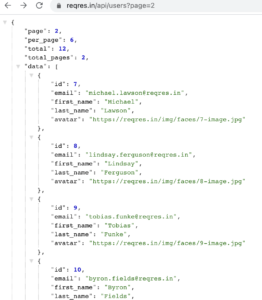 reqres.in/api/users?page=2
{
"page": 2,
"per_page": 6,
"total": 12,
"total_pages": 2,
"data": [
{
"id": 7,
"email": "michael.lawson@reqres.in",
"first_name": "Michael",
"last_name": "Lawson",
"avatar": "https://reqres.in/img/faces/7-image.jpg"
},
{
"id": 8,
"email": "lindsay.ferguson@reqres.in",
"first_name": "Lindsay",
"last_name": "Ferguson",
"avatar": "https://reqres.in/img/faces/8-image.jpg"
},
{
"id": 9,
"email": "tobias.funke@reqres.in",
"first_name": "Tobias",
"last_name": "Funke",
"avatar": "https://reqres.in/img/faces/9-image.jpg"
},
{
"id": 10,
"email": "byron.fields@reqres.in",
"first_name": "Byron",
"last_name": "Fields",